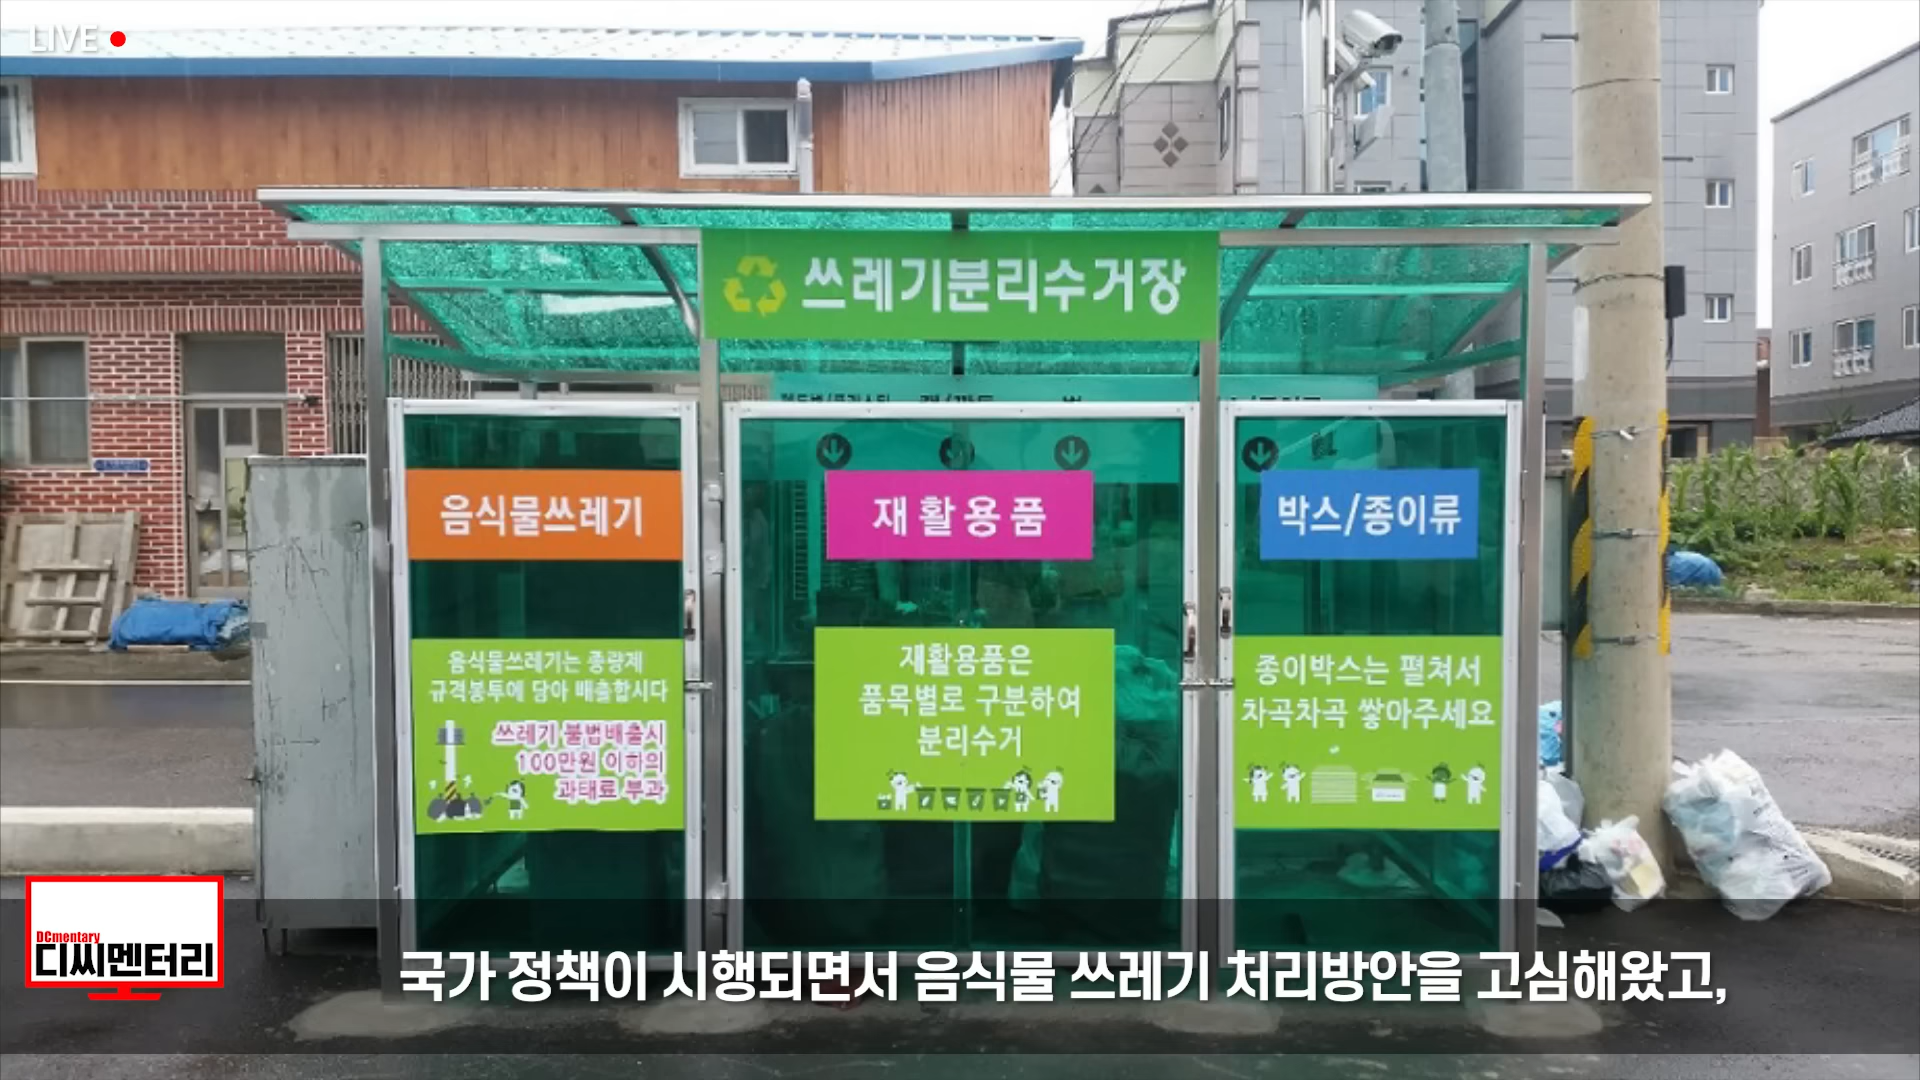 LIVE
쓰레기분리수거장
음식물쓰레기
재활용품
박스/종이류
음식물쓰레기는 종량제
규격봉투에 담아 배출합시다
쓰레기 불법배출시
100만원 이하의
과태료 부과
재활용품은
품목별로 구분하여
분리수거
종이박스는 펼쳐서
차곡차곡 쌓아주세요
DCmentary
디씨멘터리
국가 정책이 시행되면서 음식물 쓰레기 처리방안을 고심해왔고,